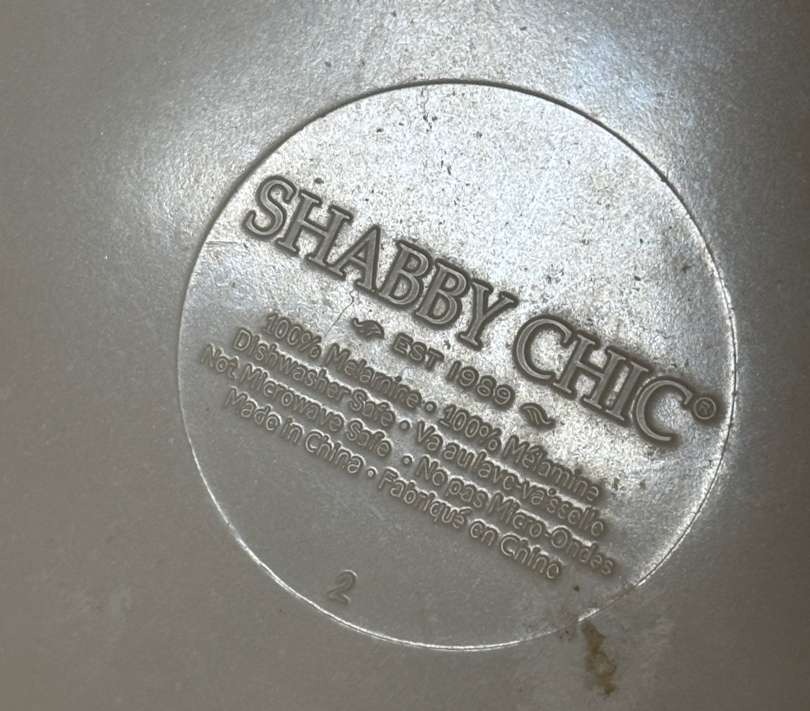 SHABBY CHIC®
EST 1989
100% Melamine • 100% Mélamine
Dishwasher Safe • Va au lave-vaisselle
Not Microwave Safe • No pas Micro-Ondes
Made in China • Fabriqué en Chine
2